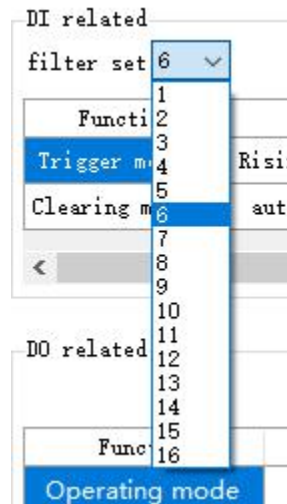 DI related
filter set 6
1
Functi 2
3
Trigger m 4 Risi
5
Clearing m 6 aut
7
8
9
10
11
DO related 12
13
14
15
Func 16
Operating mode